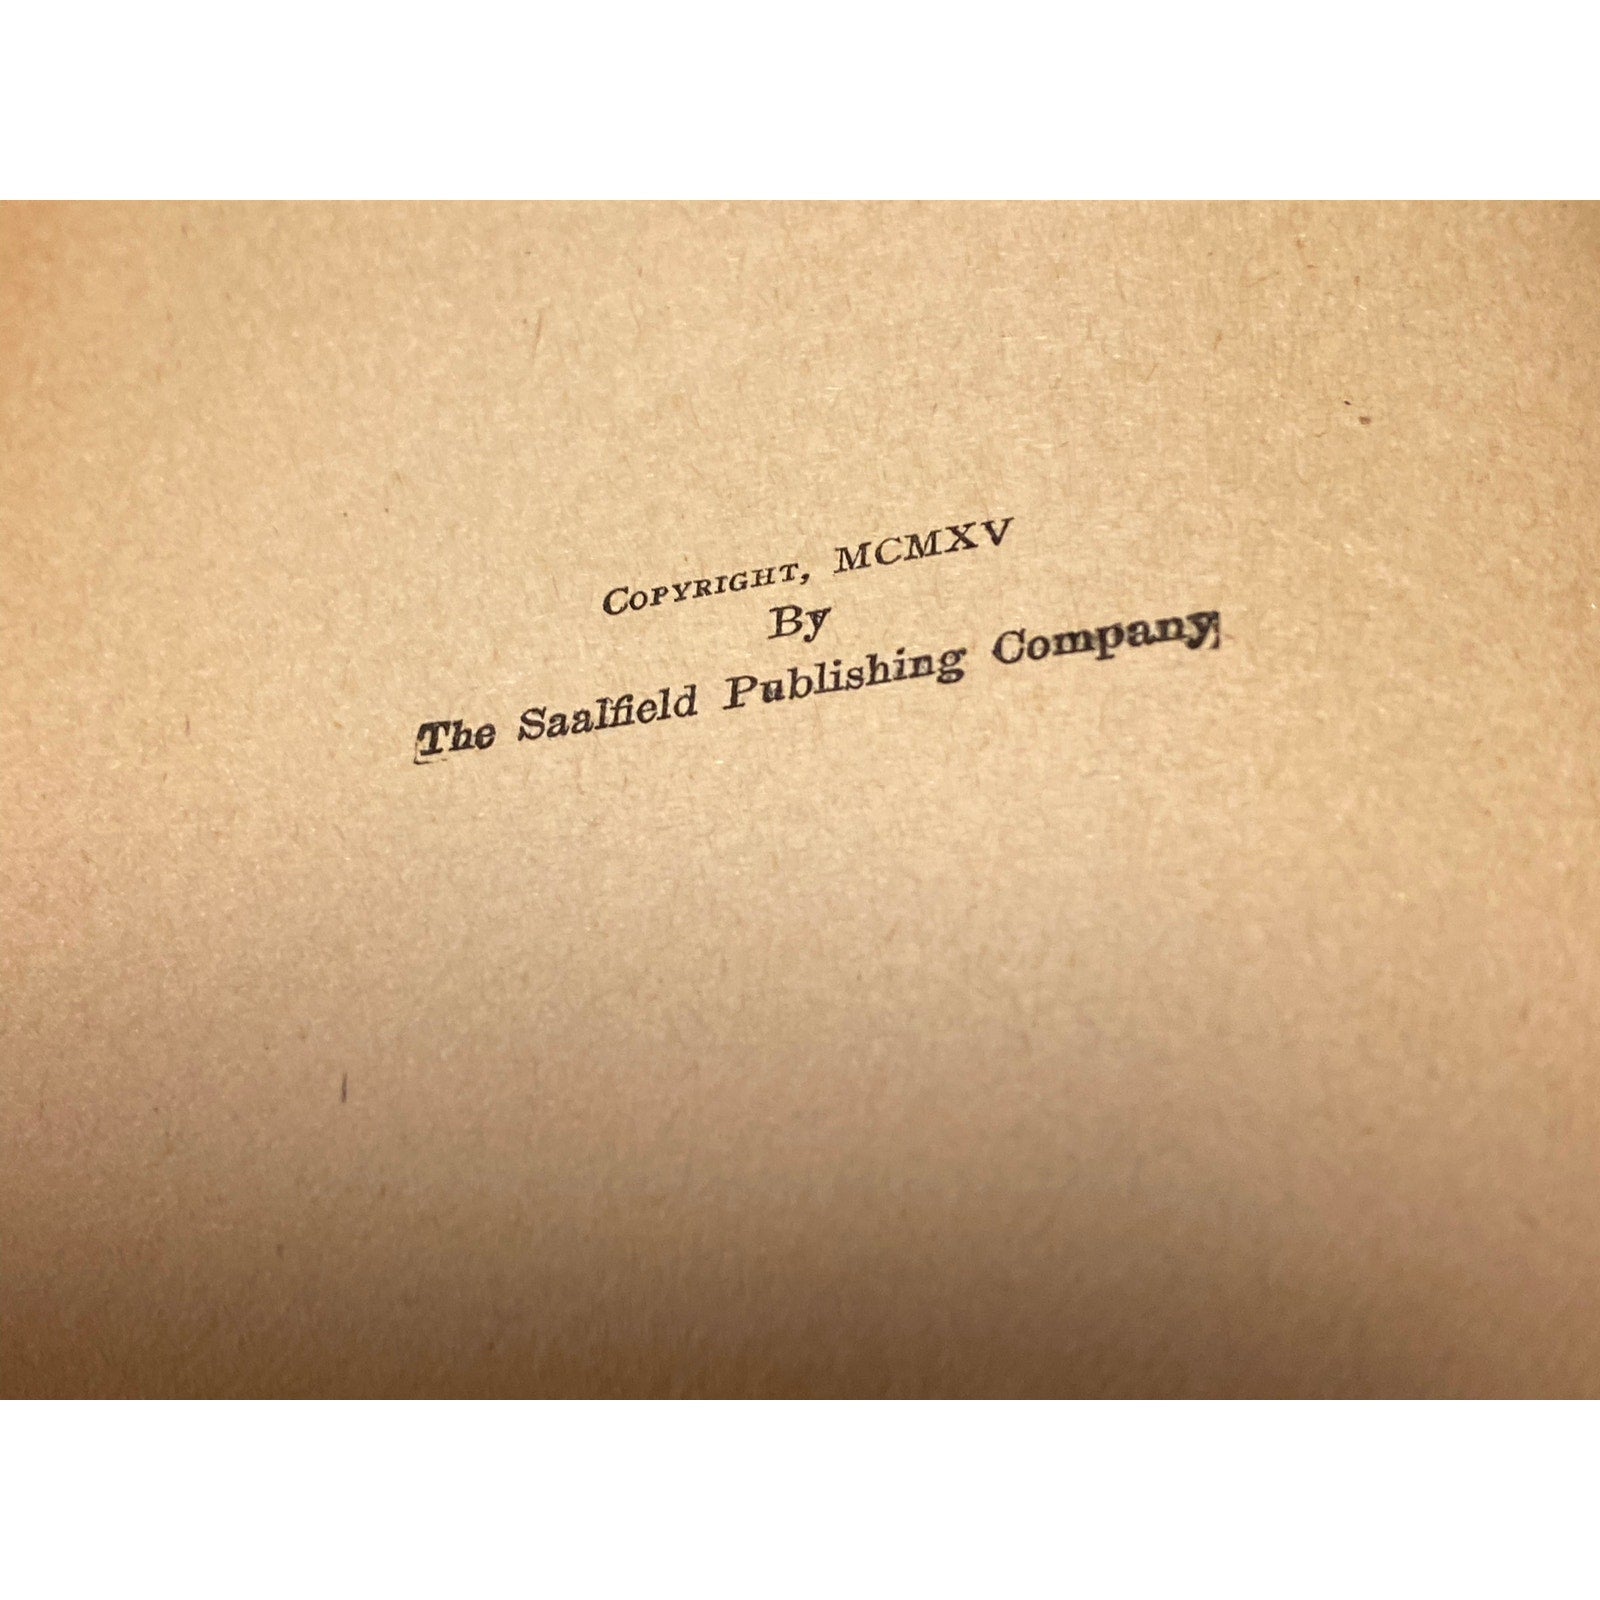 COPYRIGHT, MCMXV
By
The Saalfield Publishing Company